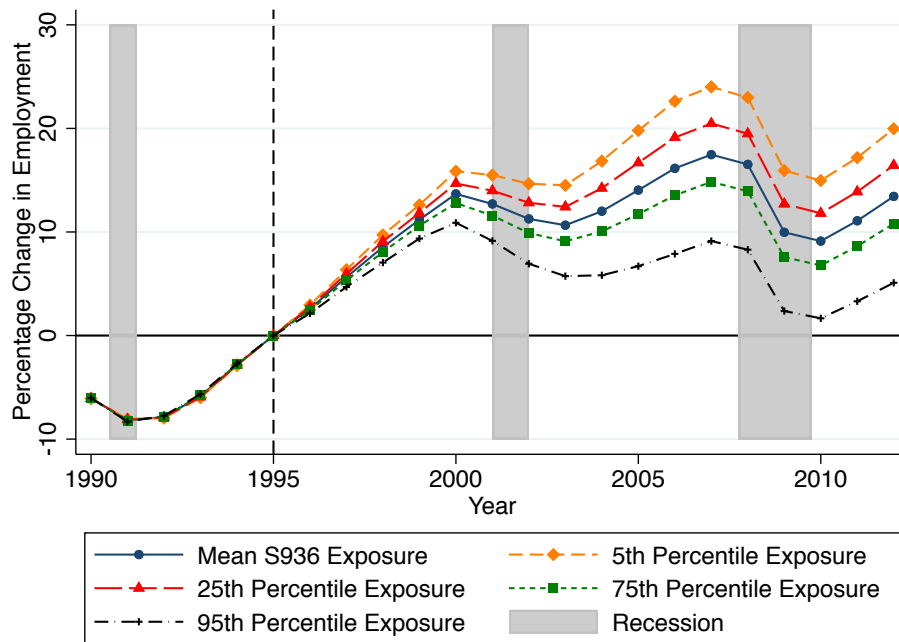 30
20
10
0
-10
Percentage Change in Employment
1990 1995 2000 2005 2010
Year
Mean S936 Exposure 5th Percentile Exposure
25th Percentile Exposure 75th Percentile Exposure
95th Percentile Exposure Recession